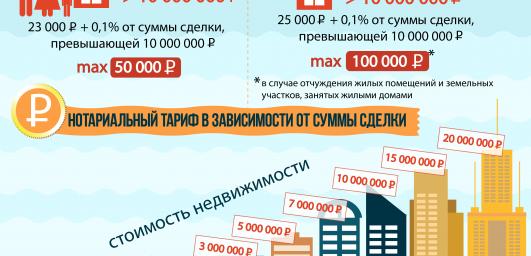 > 10 000 000 ₽
23 000 ₽ + 0,1% от суммы сделки,
превышающей 10 000 000 ₽
max 50 000 ₽
> 10 000 000 ₽
25 000 ₽ + 0,1% от суммы сделки,
превышающей 10 000 000 ₽
max 100 000 ₽*
* в случае отчуждения жилых помещений и земельных
участков, занятых жилыми домами
₽ НОТАРИАЛЬНЫЙ ТАРИФ В ЗАВИСИМОСТИ ОТ СУММЫ СДЕЛКИ
стоимость недвижимости
3 000 000 ₽
5 000 000 ₽
7 000 000 ₽
10 000 000 ₽
15 000 000 ₽
20 000 000 ₽